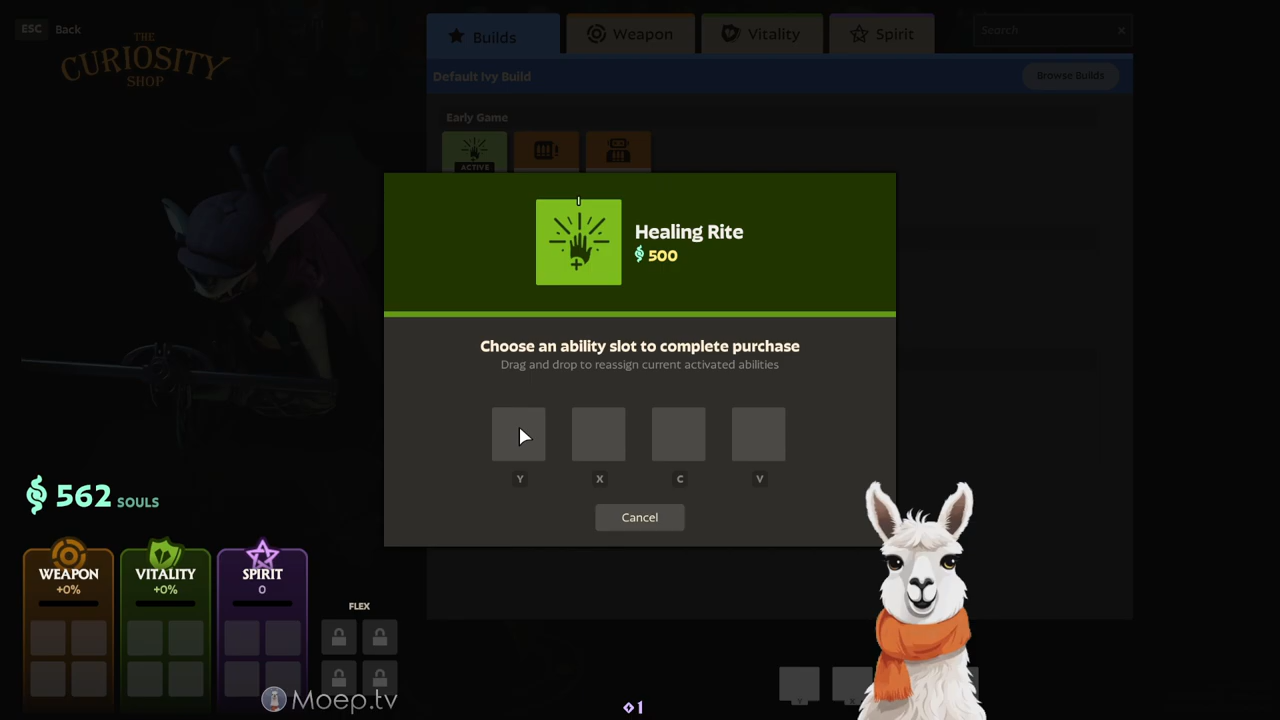 ESC Back
THE
CURIOSITY
SHOP
Builds
Weapon
Vitality
Spirit
Search
Default Ivy Build
Browse Builds
Early Game
ACTIVE
Healing Rite
500
Choose an ability slot to complete purchase
Drag and drop to reassign current activated abilities
Y X C V
Cancel
562 SOULS
WEAPON
+0%
VITALITY
+0%
SPIRIT
0
FLEX
Moep.tv
1